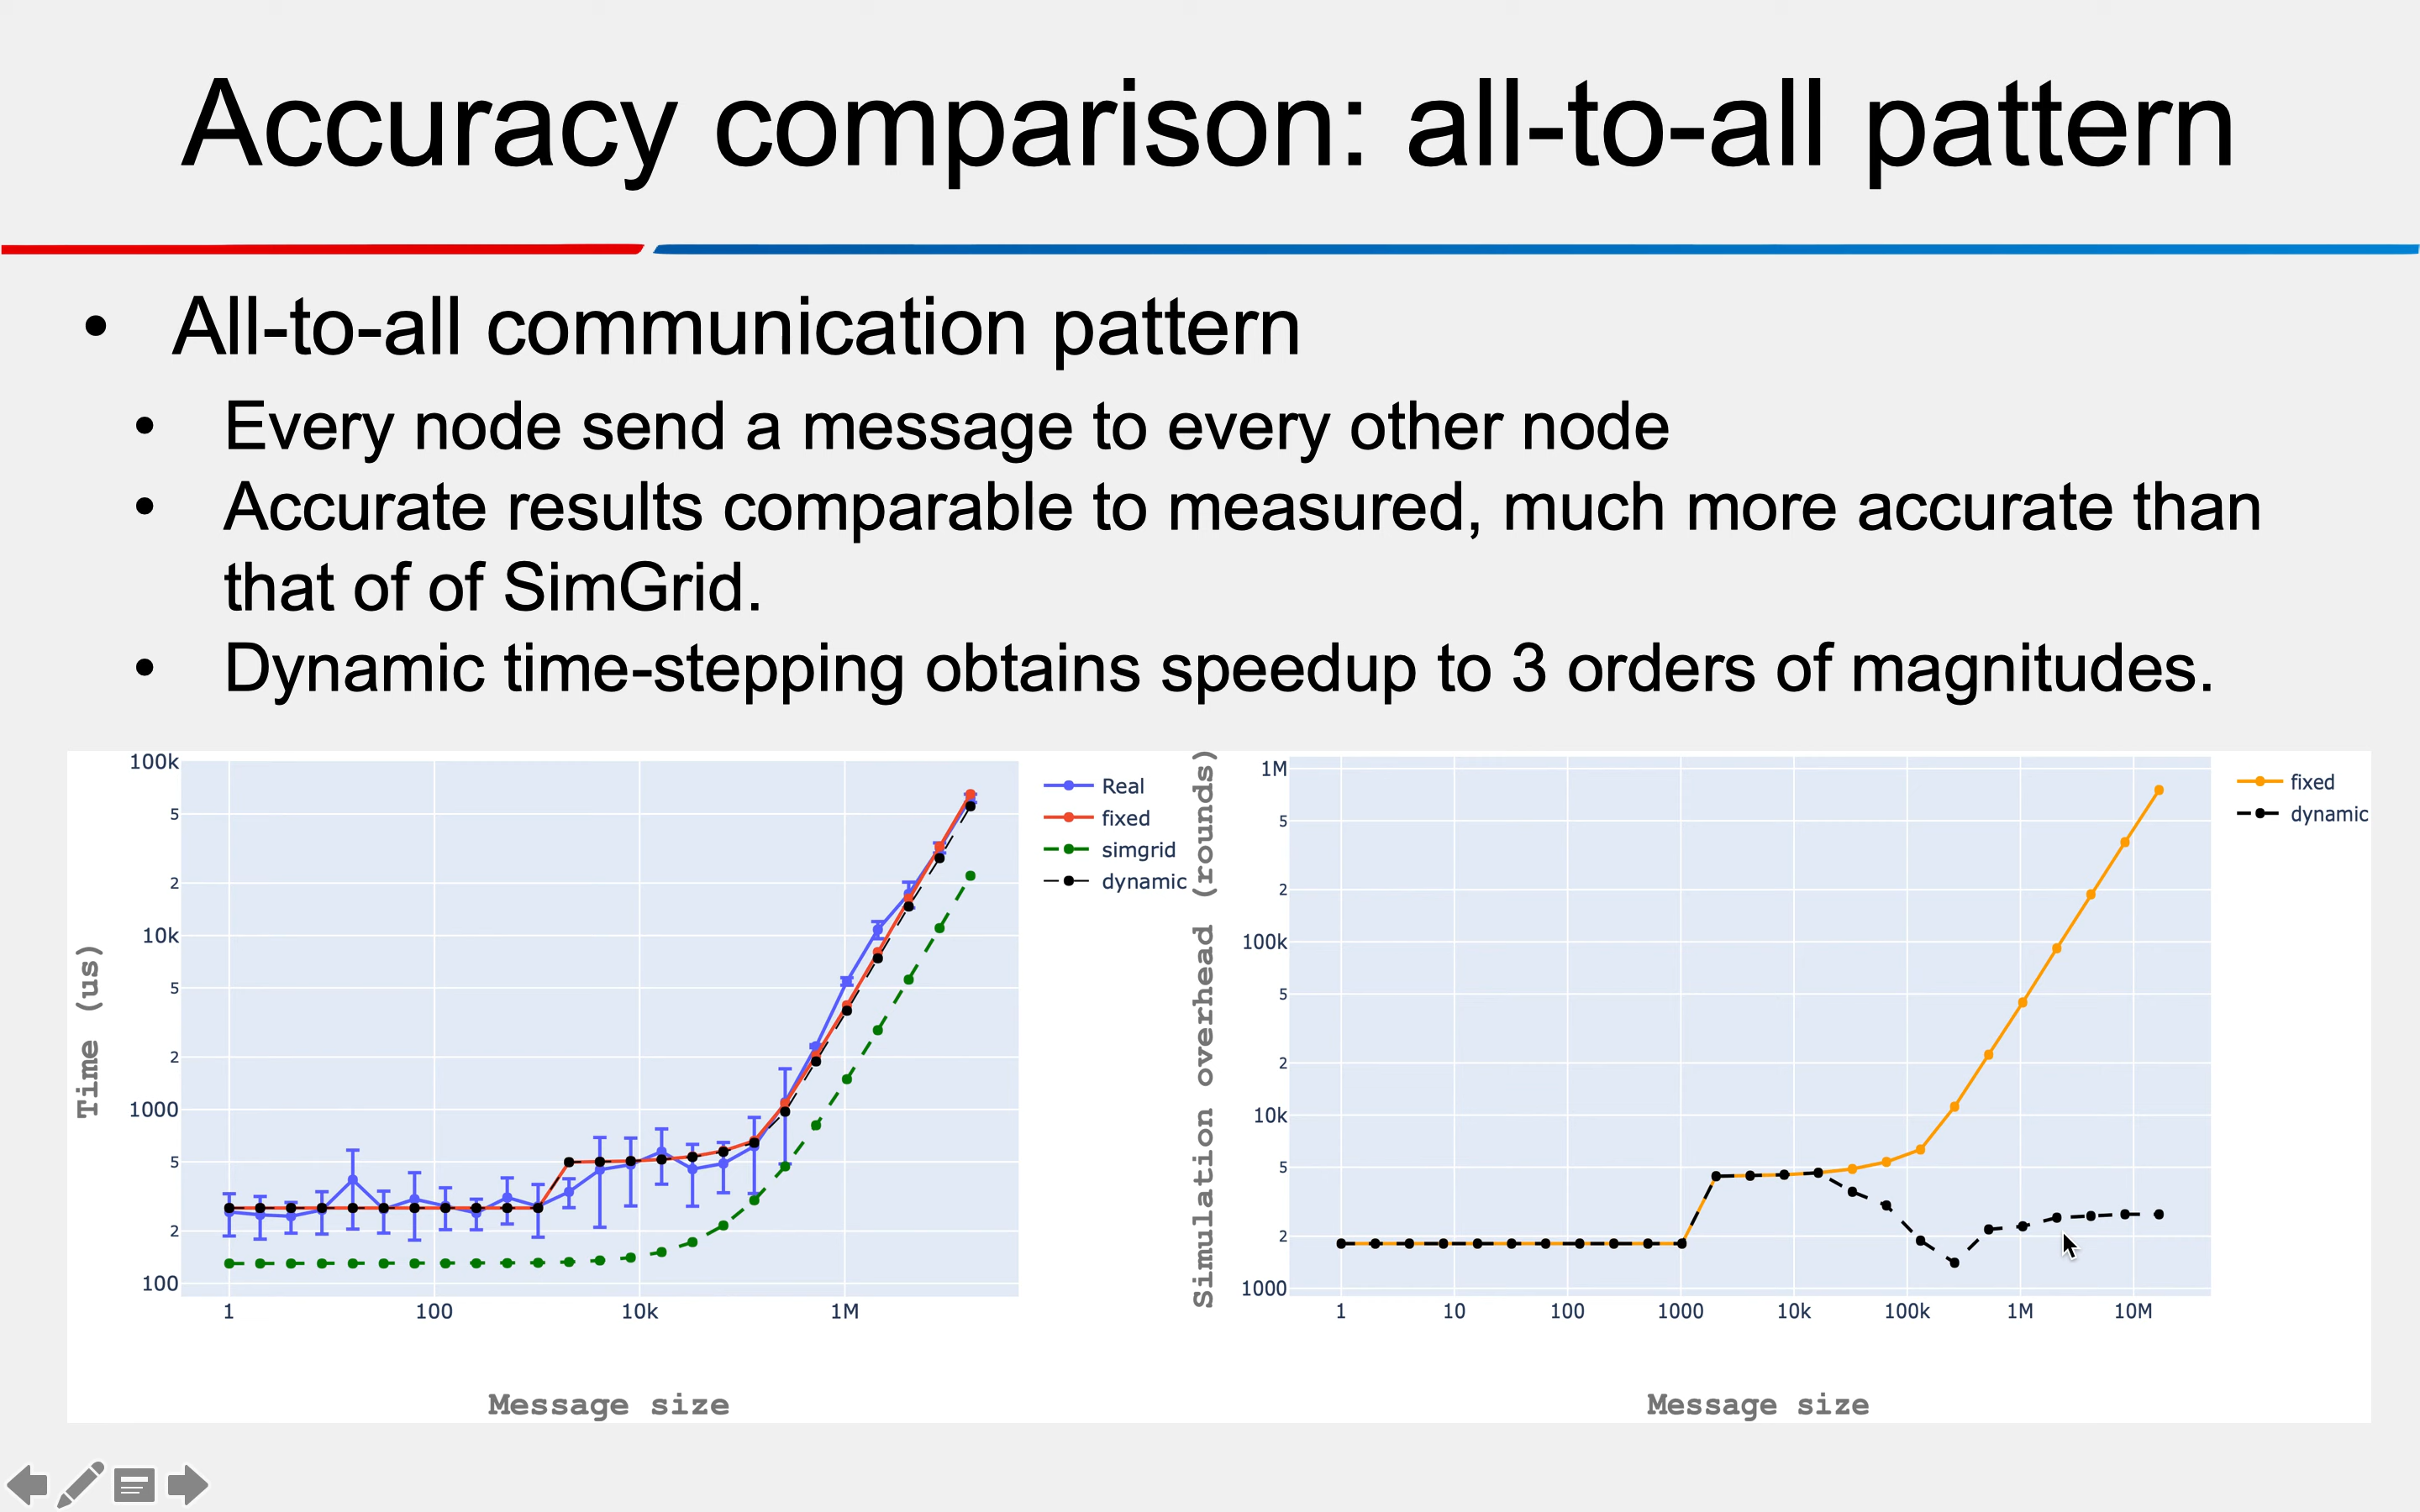 Accuracy comparison: all-to-all pattern
• All-to-all communication pattern
• Every node send a message to every other node
• Accurate results comparable to measured, much more accurate than
that of of SimGrid.
• Dynamic time-stepping obtains speedup to 3 orders of magnitudes.
100k
5
2
10k
5
2
1000
5
2
100
Time (us)
1 100 10k 1M
Message size
Real
fixed
simgrid
dynamic
Simulation overhead (rounds)
1M
5
2
100k
5
2
10k
5
2
1000
1 10 100 1000 10k 100k 1M 10M
Message size
fixed
dynamic